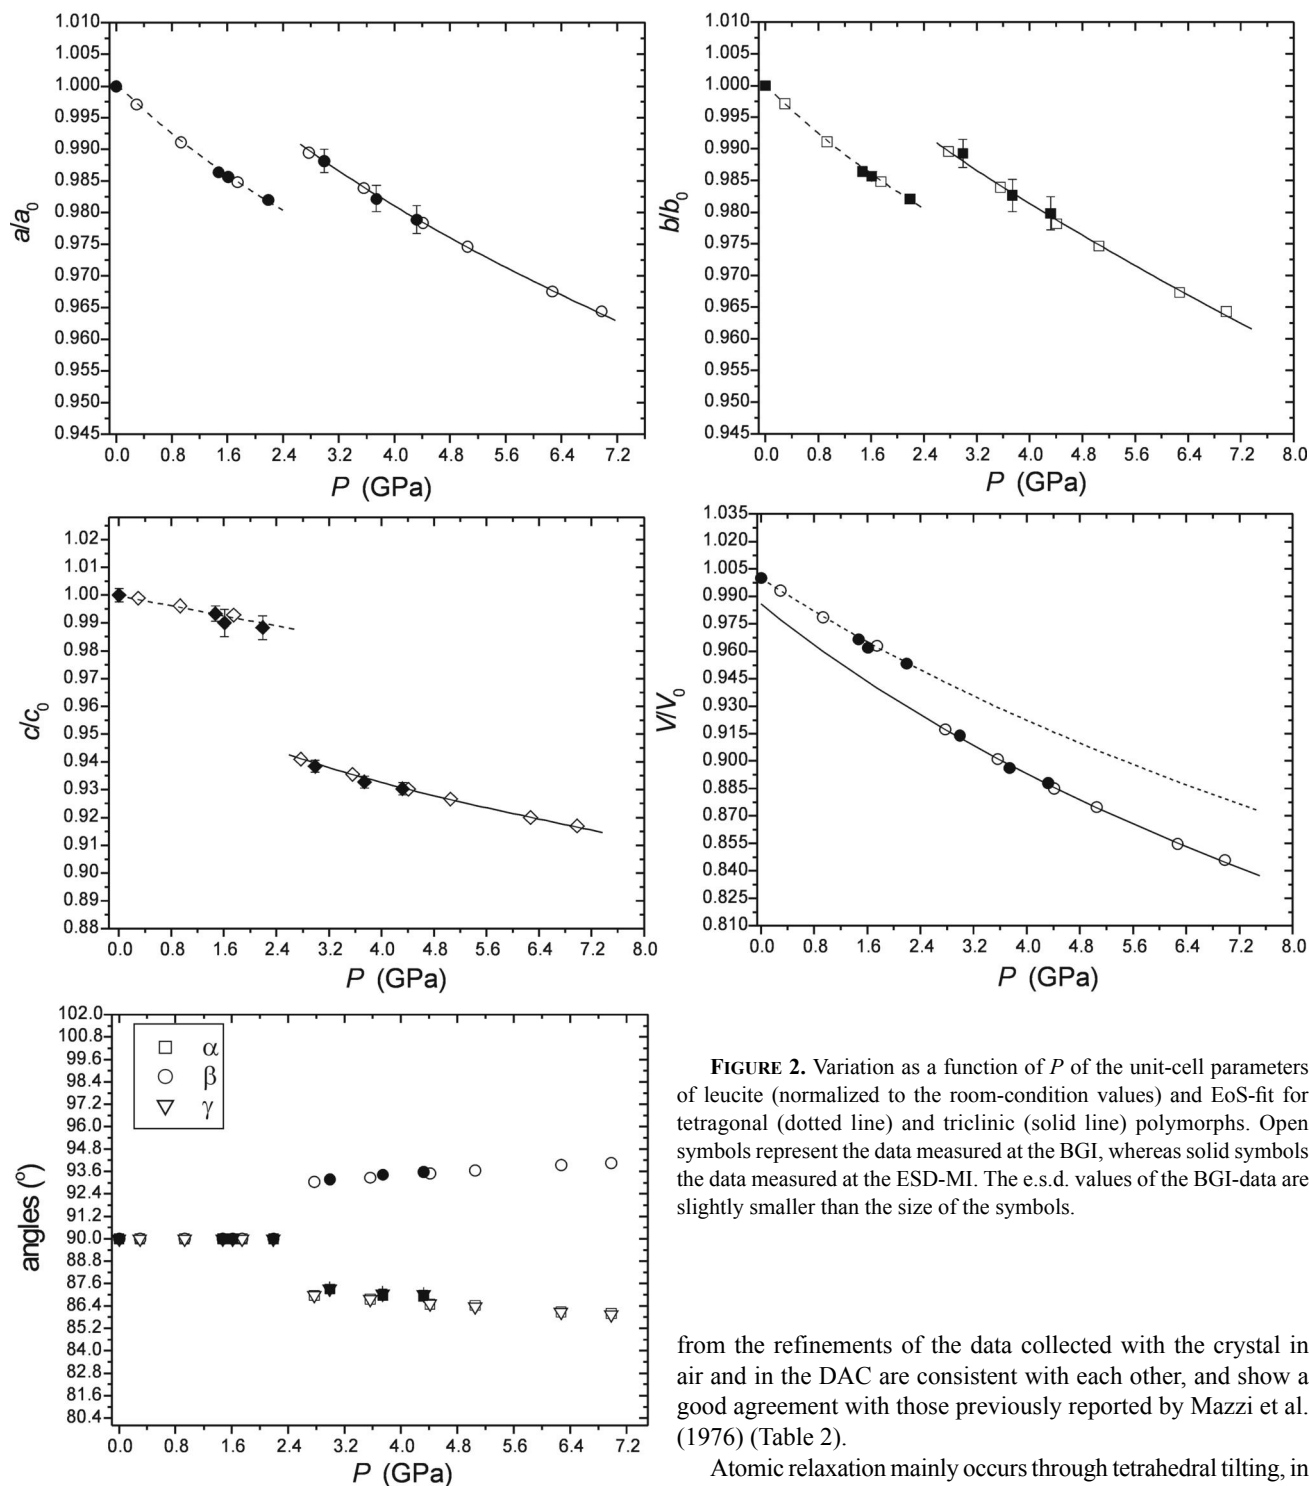 1.010
1.005
1.000
0.995
0.990
0.985
0.980
0.975
0.970
0.965
0.960
0.955
0.950
0.945
a/a0
0.0 0.8 1.6 2.4 3.2 4.0 4.8 5.6 6.4 7.2
P (GPa)
1.010
1.005
1.000
0.995
0.990
0.985
0.980
0.975
0.970
0.965
0.960
0.955
0.950
0.945
b/b0
0.0 0.8 1.6 2.4 3.2 4.0 4.8 5.6 6.4 7.2 8.0
P (GPa)
1.02
1.01
1.00
0.99
0.98
0.97
0.96
0.95
0.94
0.93
0.92
0.91
0.90
0.89
0.88
c/c0
0.0 0.8 1.6 2.4 3.2 4.0 4.8 5.6 6.4 7.2 8.0
P (GPa)
1.035
1.020
1.005
0.990
0.975
0.960
0.945
0.930
0.915
0.900
0.885
0.870
0.855
0.840
0.825
0.810
V/V0
0.0 0.8 1.6 2.4 3.2 4.0 4.8 5.6 6.4 7.2 8.0
P (GPa)
102.0
100.8
99.6
98.4
97.2
96.0
94.8
93.6
92.4
91.2
90.0
88.8
87.6
86.4
85.2
84.0
82.8
81.6
80.4
angles (°)
α
β
γ
0.0 0.8 1.6 2.4 3.2 4.0 4.8 5.6 6.4 7.2
P (GPa)
FIGURE 2. Variation as a function of P of the unit-cell parameters
of leucite (normalized to the room-condition values) and EoS-fit for
tetragonal (dotted line) and triclinic (solid line) polymorphs. Open
symbols represent the data measured at the BGI, whereas solid symbols
the data measured at the ESD-MI. The e.s.d. values of the BGI-data are
slightly smaller than the size of the symbols.
from the refinements of the data collected with the crystal in
air and in the DAC are consistent with each other, and show a
good agreement with those previously reported by Mazzi et al.
(1976) (Table 2).
Atomic relaxation mainly occurs through tetrahedral tilting, in